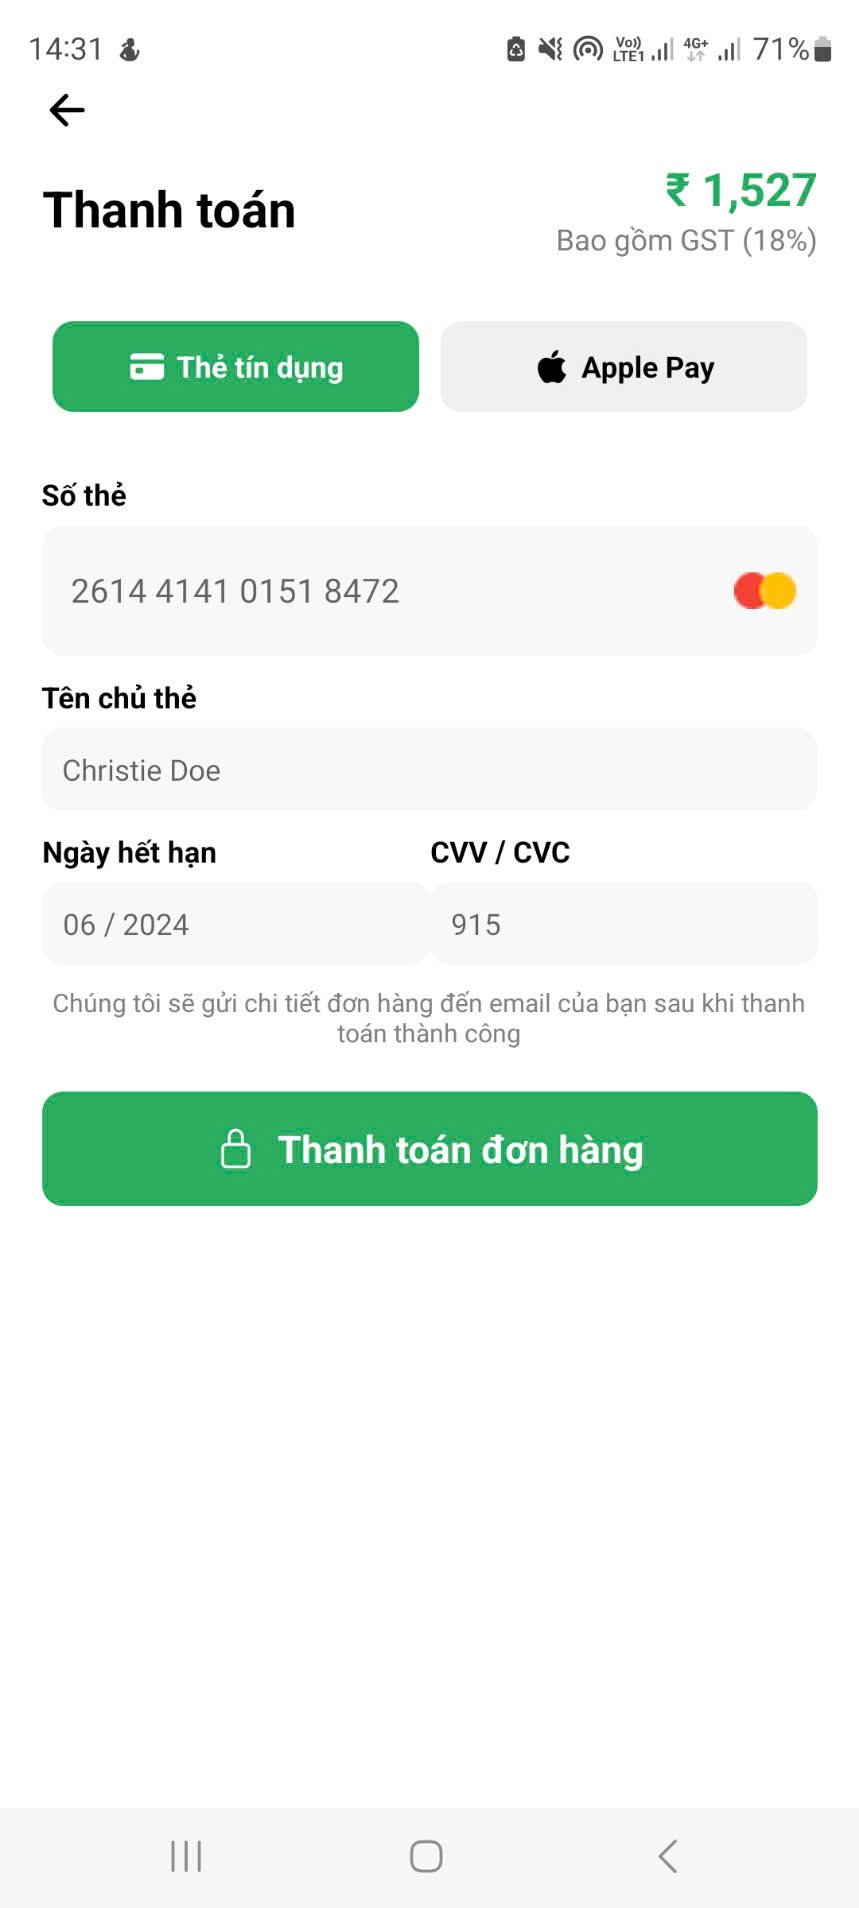 14:31
Vo)) LTE1 4G+ 71%
Thanh toán
₹ 1,527
Bao gồm GST (18%)
Thẻ tín dụng
Apple Pay
Số thẻ
2614 4141 0151 8472
Tên chủ thẻ
Christie Doe
Ngày hết hạn
CVV / CVC
06 / 2024
915
Chúng tôi sẽ gửi chi tiết đơn hàng đến email của bạn sau khi thanh
toán thành công
Thanh toán đơn hàng